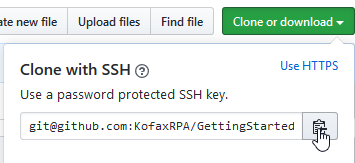 ate new file Upload files Find file Clone or download
Clone with SSH Use HTTPS
Use a password protected SSH key.
git@github.com:KofaxRPA/GettingStarted